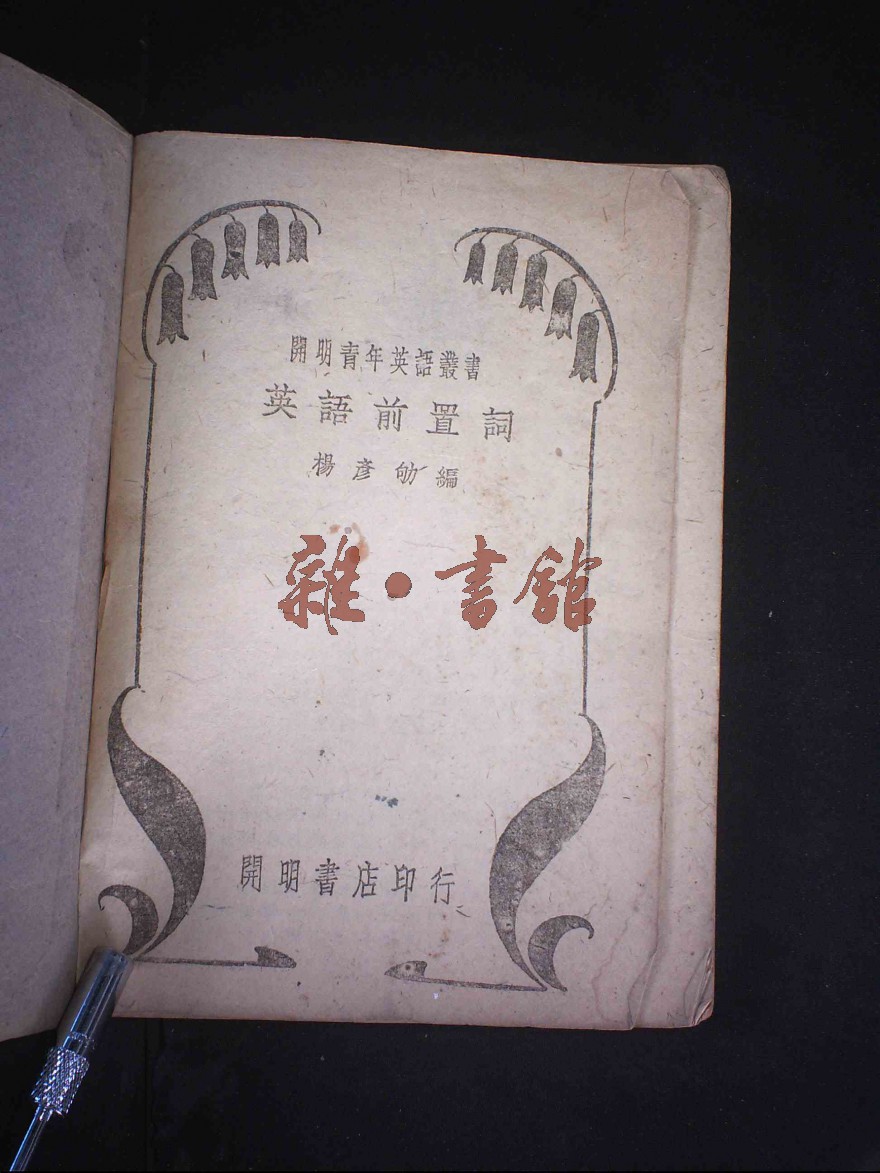 開明青年英語叢書
英語前置詞
楊彥劬編
雜·書館
開明書店印行